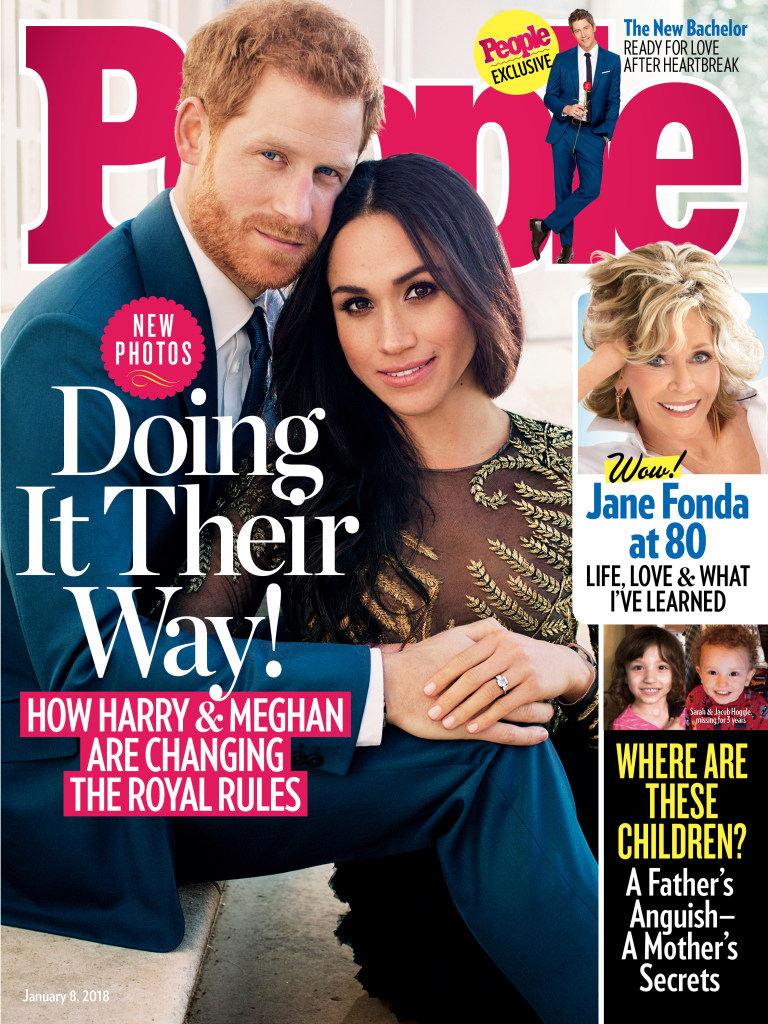 People
People
EXCLUSIVE
The New Bachelor
READY FOR LOVE
AFTER HEARTBREAK
NEW
PHOTOS
Doing
It Their
Way!
HOW HARRY & MEGHAN
ARE CHANGING
THE ROYAL RULES
Wow!
Jane Fonda
at 80
LIFE, LOVE & WHAT
I'VE LEARNED
Sarah & Jacob Hoggle,
missing for 3 years
WHERE ARE
THESE
CHILDREN?
A Father's
Anguish–
A Mother's
Secrets
January 8, 2018